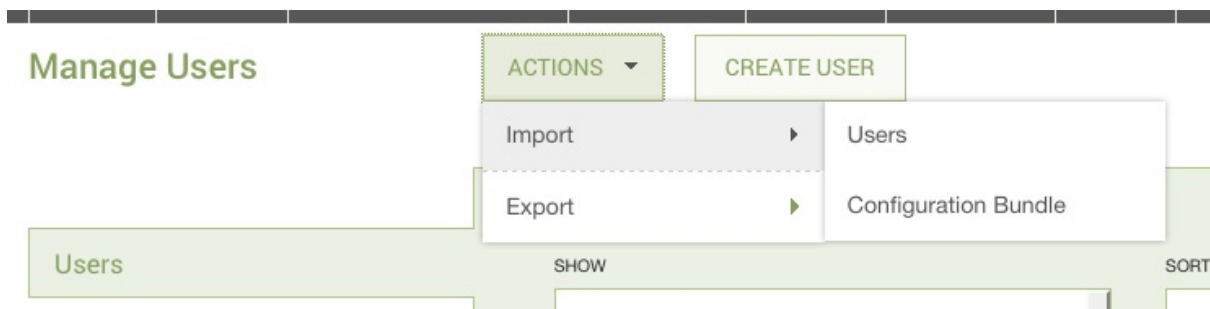 Manage Users
ACTIONS
CREATE USER
Import
Users
Export
Configuration Bundle
Users
SHOW
SORT